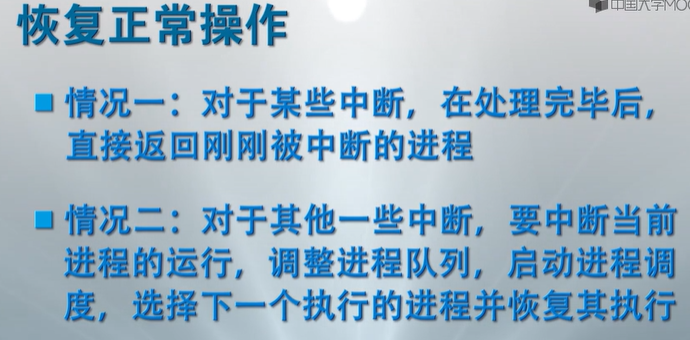 中国大学MOO
恢复正常操作
情况一：对于某些中断，在处理完毕后，
直接返回刚刚被中断的进程
情况二：对于其他一些中断，要中断当前
进程的运行，调整进程队列，启动进程调
度，选择下一个执行的进程并恢复其执行